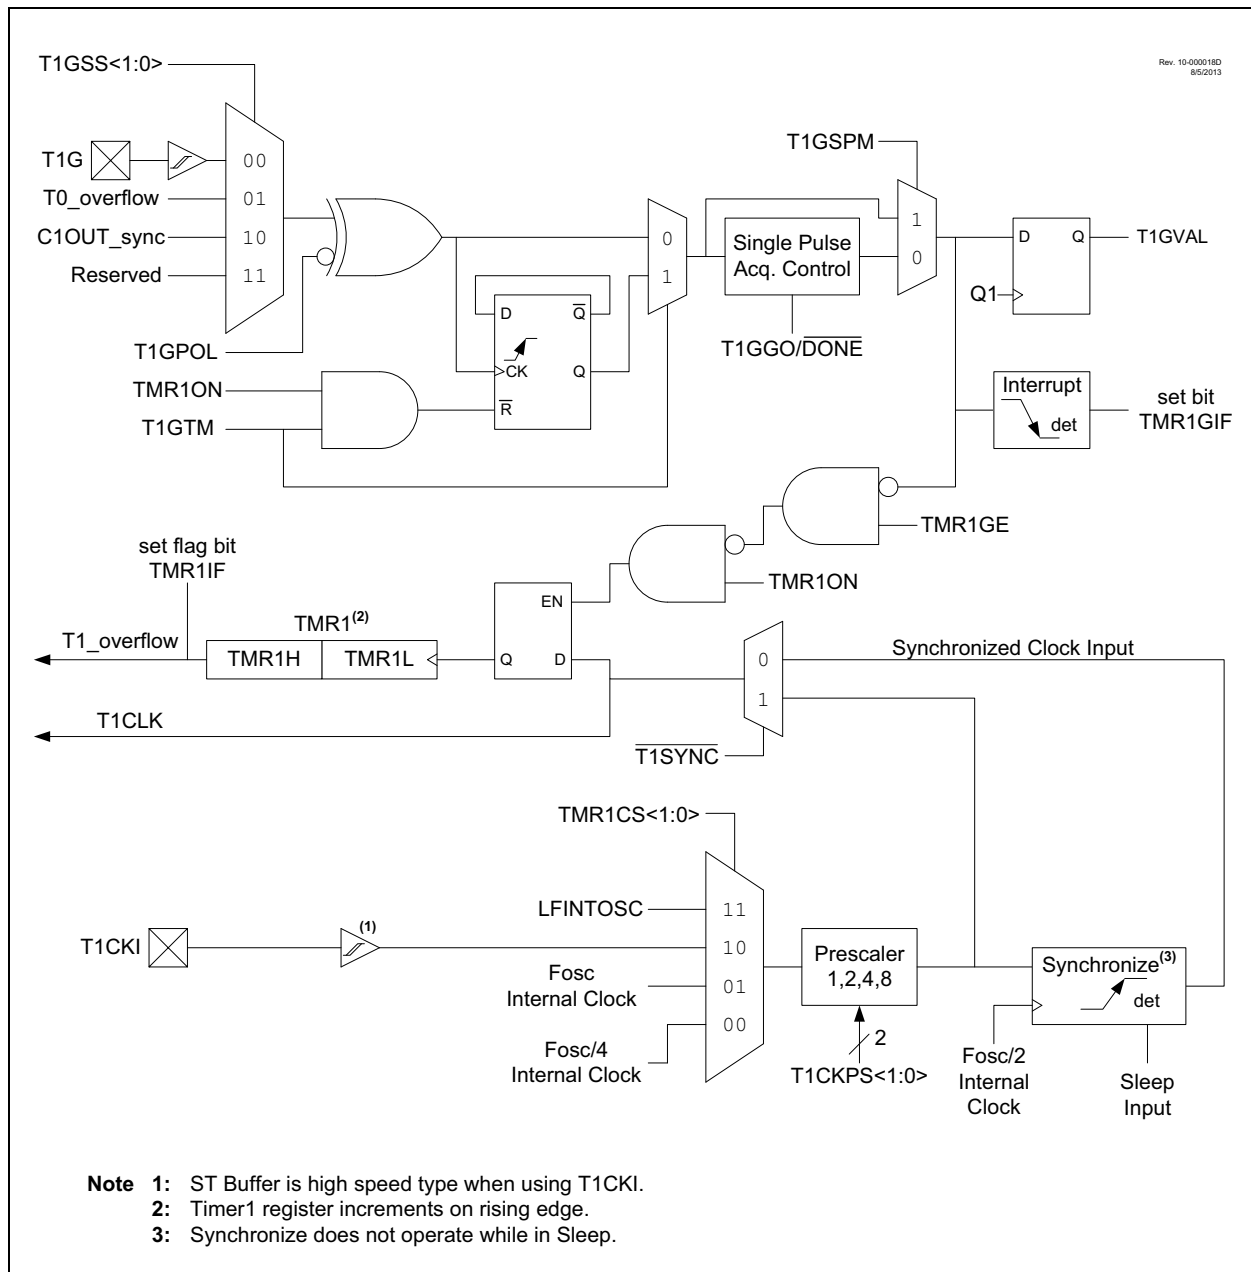 Rev. 10-000018D
8/5/2013
T1GSS<1:0>
T1G
00
T0_overflow
01
C1OUT_sync
10
Reserved
11
T1GPOL
TMR1ON
T1GTM
D
Q̅
CK
Q
R̅
0
1
Single Pulse
Acq. Control
T1GGO/D̅O̅N̅E̅
T1GSPM
1
0
D
Q
Q1
T1GVAL
Interrupt
det
set bit
TMR1GIF
TMR1GE
TMR1ON
set flag bit
TMR1IF
T1_overflow
TMR1(2)
TMR1H
TMR1L
EN
Q
D
T1CLK
0
1
Synchronized Clock Input
T̅1̅S̅Y̅N̅C̅
TMR1CS<1:0>
LFINTOSC
11
T1CKI
(1)
10
Fosc
Internal Clock
01
Fosc/4
Internal Clock
00
Prescaler
1,2,4,8
2
T1CKPS<1:0>
Synchronize(3)
det
Fosc/2
Internal
Clock
Sleep
Input
Note 1: ST Buffer is high speed type when using T1CKI.
2: Timer1 register increments on rising edge.
3: Synchronize does not operate while in Sleep.